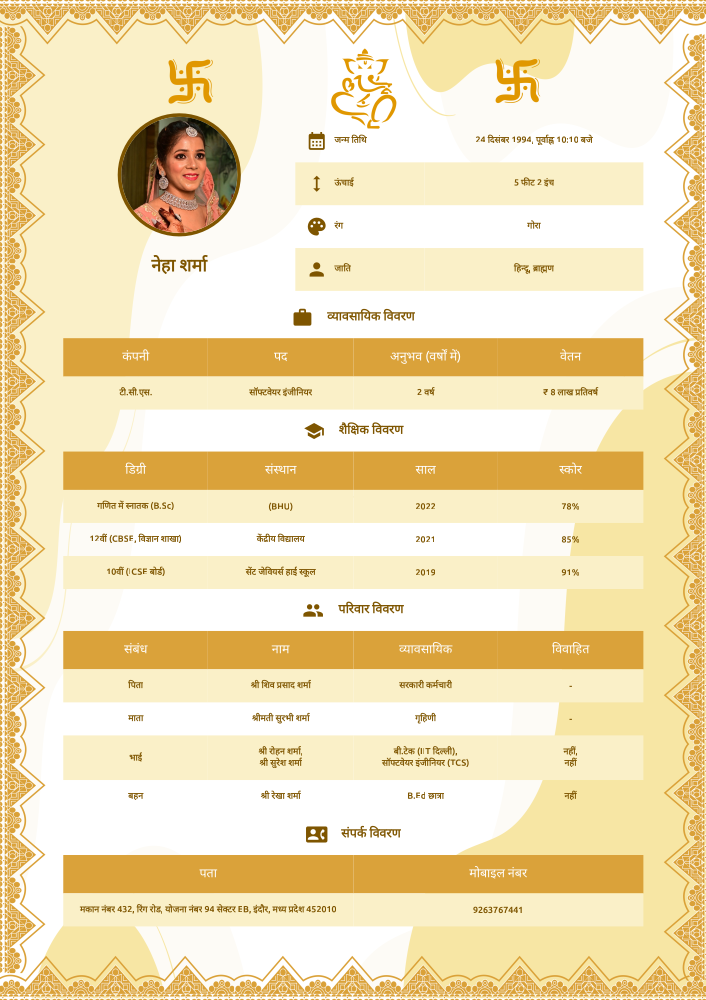 जन्म तिथि 24 दिसंबर 1994, पूर्वाह्न 10:10 बजे
ऊंचाई 5 फीट 2 इंच
रंग गोरा
नेहा शर्मा
जाति हिन्दू, ब्राह्मण
व्यावसायिक विवरण
कंपनी पद अनुभव (वर्षों में) वेतन
टी.सी.एस. सॉफ्टवेयर इंजीनियर 2 वर्ष ₹ 8 लाख प्रतिवर्ष
शैक्षिक विवरण
डिग्री संस्थान साल स्कोर
गणित में स्नातक (B.Sc) (BHU) 2022 78%
12वीं (CBSE, विज्ञान शाखा) केंद्रीय विद्यालय 2021 85%
10वीं (ICSE बोर्ड) सेंट जेवियर्स हाई स्कूल 2019 91%
परिवार विवरण
संबंध नाम व्यावसायिक विवाहित
पिता श्री शिव प्रसाद शर्मा सरकारी कर्मचारी -
माता श्रीमती सुरभी शर्मा गृहिणी -
भाई श्री रोहन शर्मा, बी.टेक (IIT दिल्ली), नहीं,
श्री सुरेश शर्मा सॉफ्टवेयर इंजीनियर (TCS) नहीं
बहन श्री रेखा शर्मा B.Ed छात्रा नहीं
संपर्क विवरण
पता मोबाइल नंबर
मकान नंबर 432, रिंग रोड, योजना नंबर 94 सेक्टर EB, इंदौर, मध्य प्रदेश 452010 9263767441